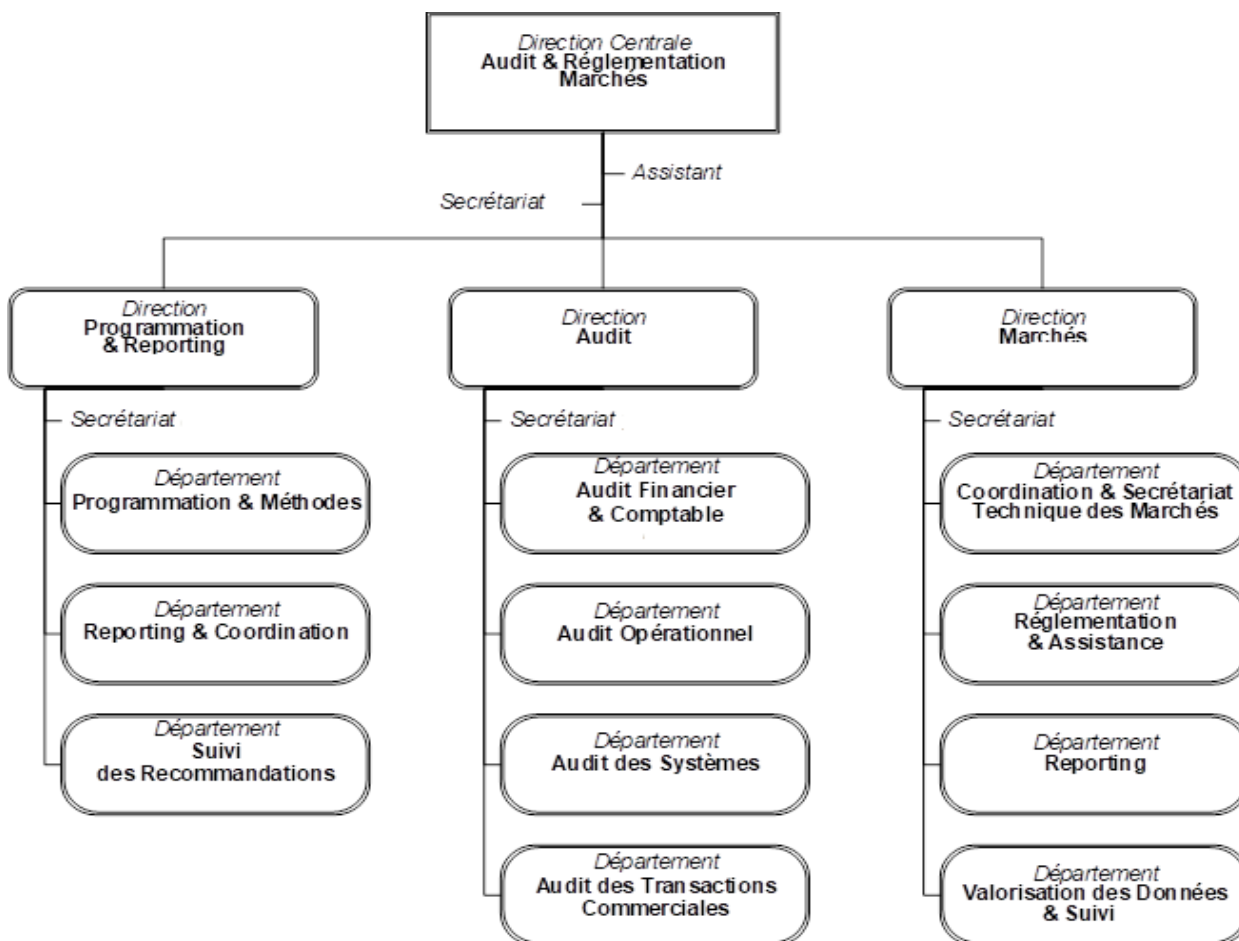 Direction Centrale
Audit & Réglementation
Marchés
Assistant
Secrétariat
Direction
Programmation
& Reporting
Secrétariat
Département
Programmation & Méthodes
Département
Reporting & Coordination
Département
Suivi
des Recommandations
Direction
Audit
Secrétariat
Département
Audit Financier
& Comptable
Département
Audit Opérationnel
Département
Audit des Systèmes
Département
Audit des Transactions
Commerciales
Direction
Marchés
Secrétariat
Département
Coordination & Secrétariat
Technique des Marchés
Département
Réglementation
& Assistance
Département
Reporting
Département
Valorisation des Données
& Suivi